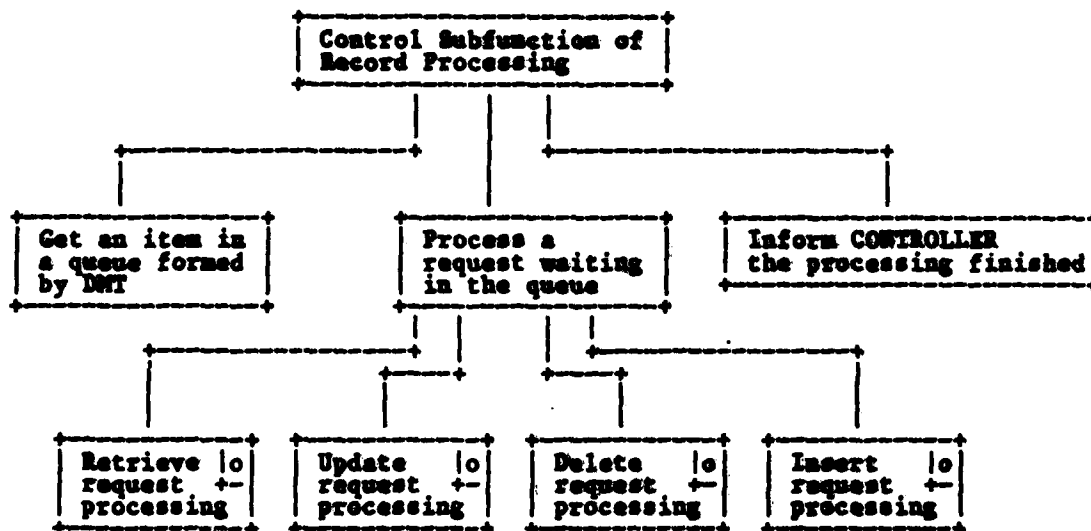 Control Subfunction of
Record Processing
Get an item in
a queue formed
by DMT
Process a
request waiting
in the queue
Inform CONTROLLER
the processing finished
Retrieve |o
request +-
processing
Update |o
request +-
processing
Delete |o
request +-
processing
Insert |o
request +-
processing